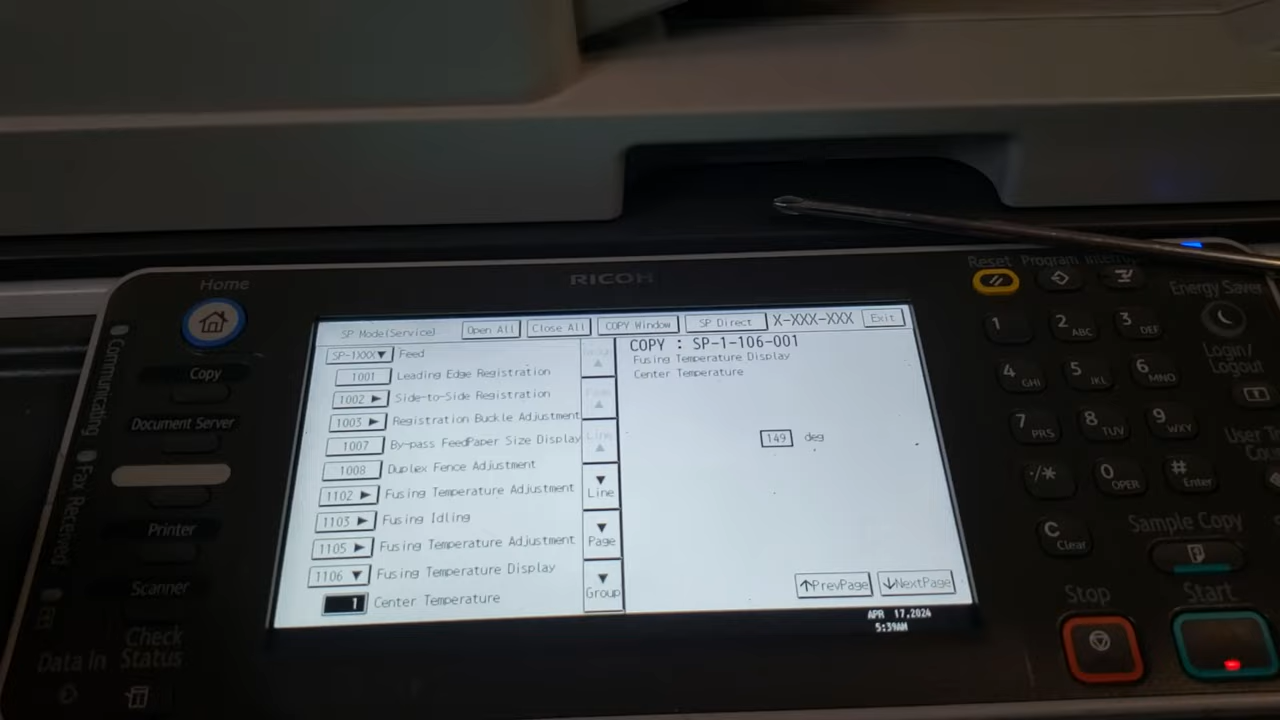 Home
RICOH
Reset
Program
Energy Saver
Login/
Logout
Communicating
Fax Received
Copy
Document Server
Printer
Scanner
Check
Status
Data In
SP Mode(Service)
Open All
Close All
COPY Window
SP Direct
X-XXX-XXX
Exit
SP-1XXX▼ Feed
1001 Leading Edge Registration
1002 ▶ Side-to-Side Registration
1003 ▶ Registration Buckle Adjustment
1007 By-pass FeedPaper Size Display
1008 Duplex Fence Adjustment
1102 ▶ Fusing Temperature Adjustment
1103 ▶ Fusing Idling
1105 ▶ Fusing Temperature Adjustment
1106 ▼ Fusing Temperature Display
1 Center Temperature
▼ Line
▼ Page
▼ Group
COPY : SP-1-106-001
Fusing Temperature Display
Center Temperature
149 deg
↑PrevPage
↓NextPage
APR 17,2024
5:39AM
1
2 ABC
3 DEF
4 GHI
5 JKL
6 MNO
7 PRS
8 TUV
9 WXY
·/*
0 OPER
# Enter
C Clear
Sample Copy
Stop
Start